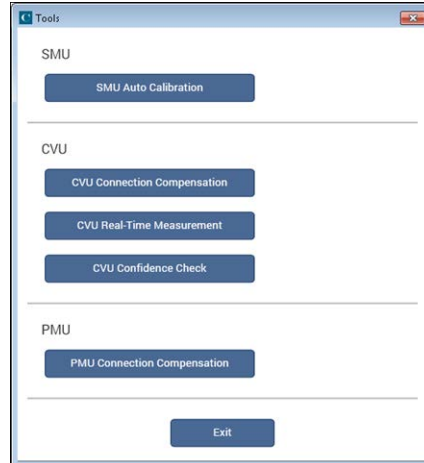 Tools
SMU
SMU Auto Calibration
CVU
CVU Connection Compensation
CVU Real-Time Measurement
CVU Confidence Check
PMU
PMU Connection Compensation
Exit